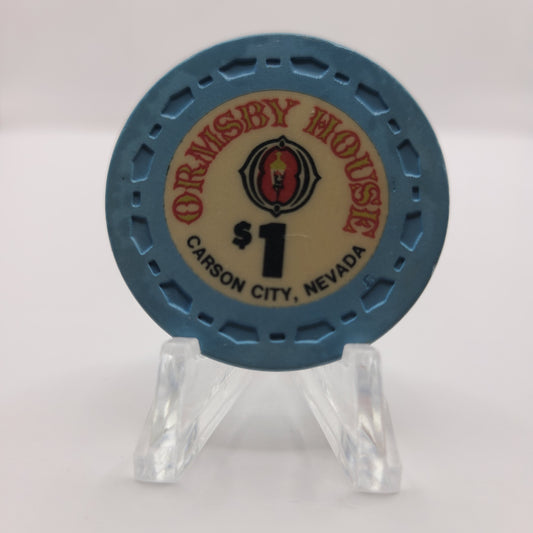 ORMSBY HOUSE
$1
CARSON CITY, NEVADA